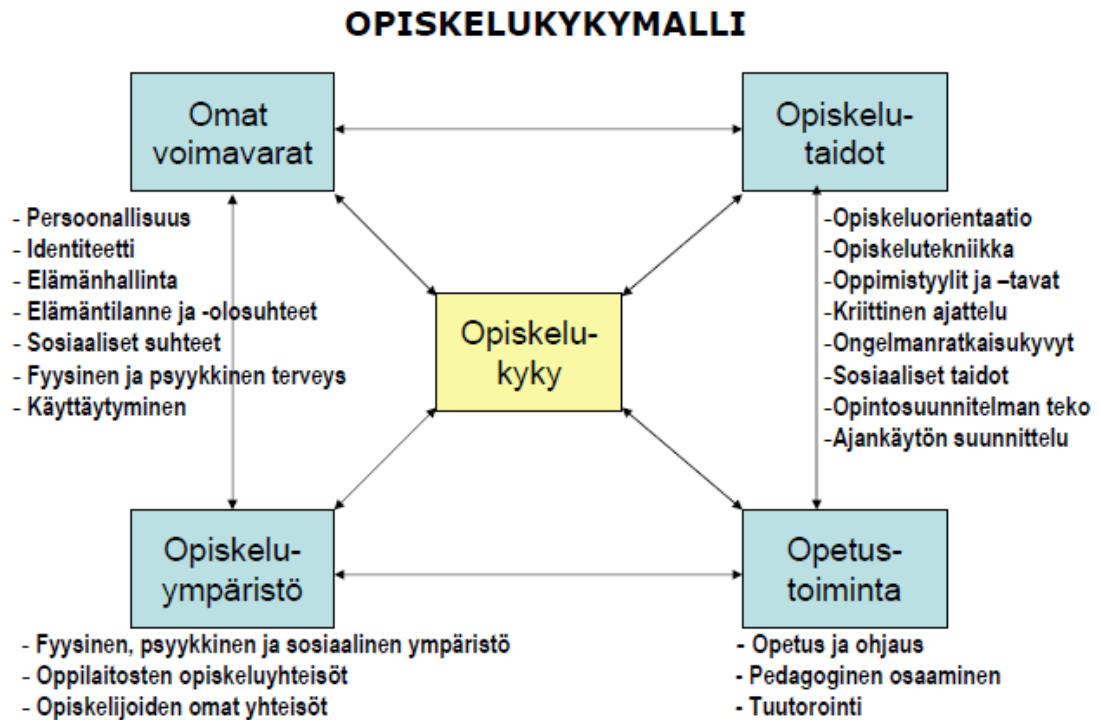 OPISKELUKYKYMALLI
Omat
voimavarat
- Persoonallisuus
- Identiteetti
- Elämänhallinta
- Elämäntilanne ja -olosuhteet
- Sosiaaliset suhteet
- Fyysinen ja psyykkinen terveys
- Käyttäytyminen
Opiskelu-
taidot
-Opiskeluorientaatio
-Opiskelutekniikka
-Oppimistyylit ja –tavat
-Kriittinen ajattelu
-Ongelmanratkaisukyvyt
-Sosiaaliset taidot
-Opintosuunnitelman teko
-Ajankäytön suunnittelu
Opiskelu-
kyky
Opiskelu-
ympäristö
- Fyysinen, psyykkinen ja sosiaalinen ympäristö
- Oppilaitosten opiskeluyhteisöt
- Opiskelijoiden omat yhteisöt
Opetus-
toiminta
- Opetus ja ohjaus
- Pedagoginen osaaminen
- Tuutorointi